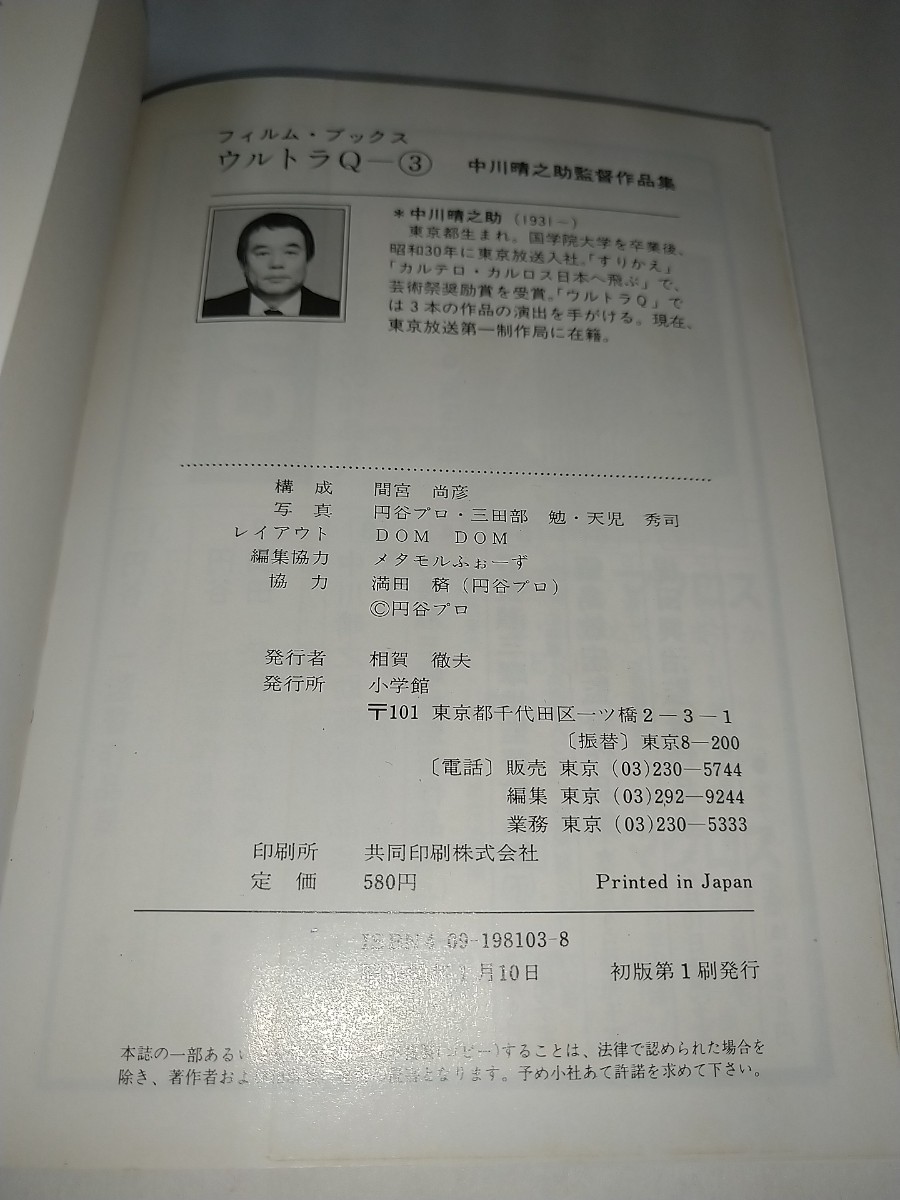 フィルム・ブックス
ウルトラQ—③ 中川晴之助監督作品集
＊中川晴之助（1931－）
東京都生まれ。国学院大学を卒業後、
昭和30年に東京放送入社。「すりかえ」
「カルテロ・カルロス日本へ飛ぶ」で、
芸術祭奨励賞を受賞。「ウルトラQ」で
は3本の作品の演出を手がける。現在、
東京放送第一制作局に在籍。
構成 間宮 尚彦
写真 円谷プロ・三田部 勉・天児 秀司
レイアウト DOM DOM
編集協力 メタモルふぉーず
協力 満田 𥡴（円谷プロ）
©円谷プロ
発行者 相賀 徹夫
発行所 小学館
〒101 東京都千代田区一ツ橋2－3－1
〔振替〕東京8—200
〔電話〕販売 東京（03)230—5744
編集 東京（03)292—9244
業務 東京（03)230—5333
印刷所 共同印刷株式会社
定価 580円 Printed in Japan
ISBN4-09-198103-8
月10日 初版第1刷発行
本誌の一部ある ピー)することは、法律で認められた場合を
除き、著作者およ となります。予め小社あて許諾を求めて下さい。